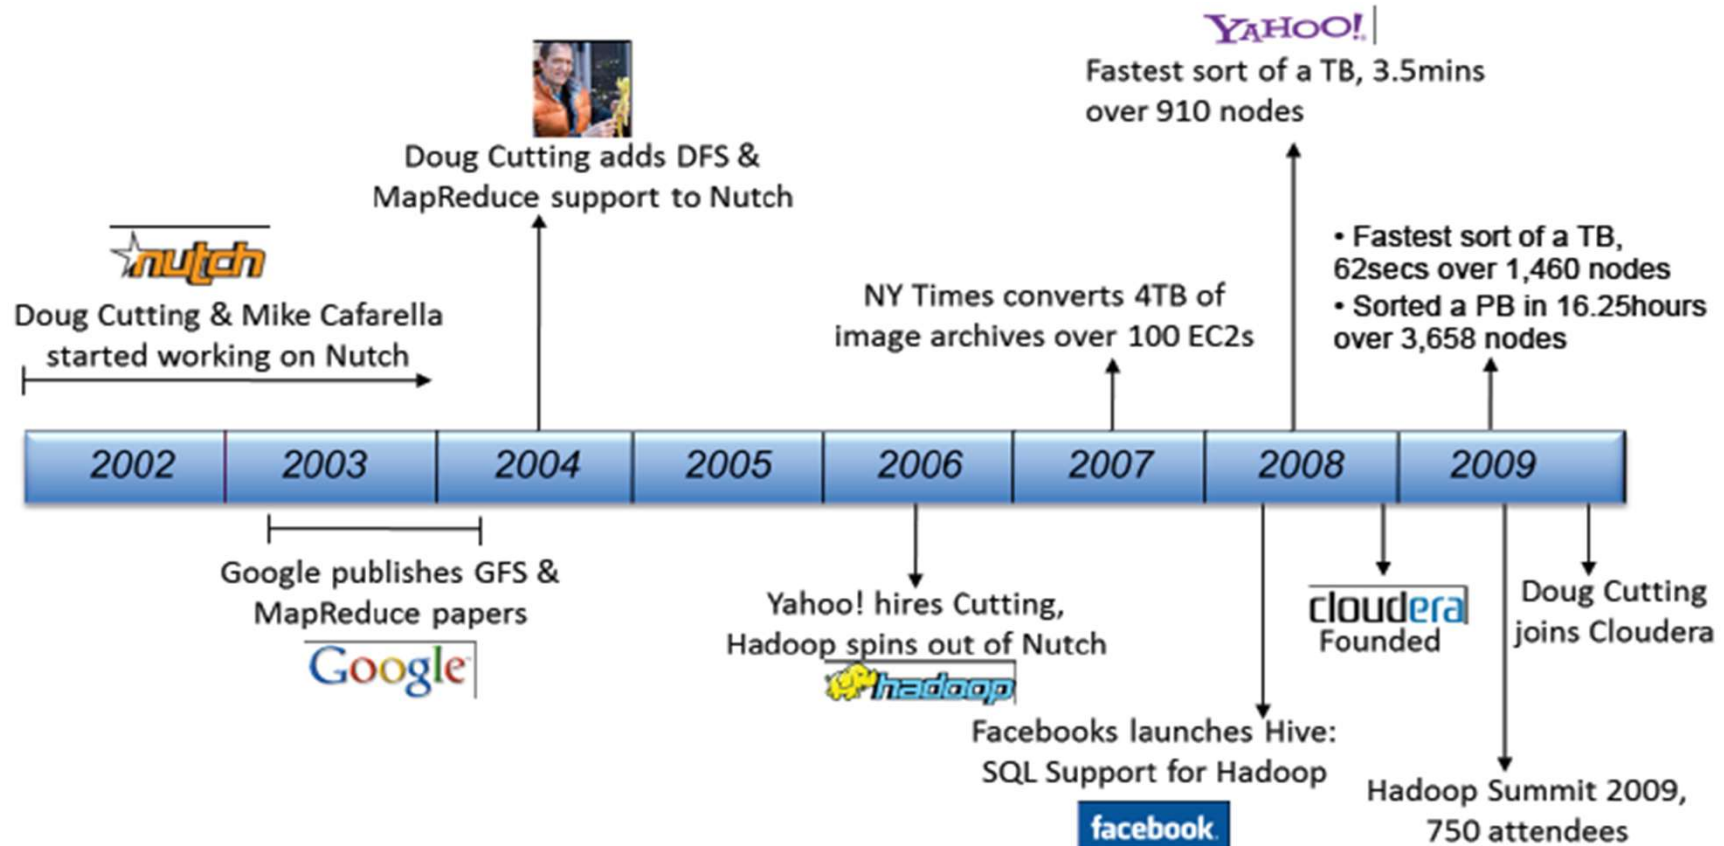 YAHOO!
Fastest sort of a TB, 3.5mins
over 910 nodes
Doug Cutting adds DFS &
MapReduce support to Nutch
nutch
Doug Cutting & Mike Cafarella
started working on Nutch
NY Times converts 4TB of
image archives over 100 EC2s
• Fastest sort of a TB,
62secs over 1,460 nodes
• Sorted a PB in 16.25hours
over 3,658 nodes
2002 2003 2004 2005 2006 2007 2008 2009
Google publishes GFS &
MapReduce papers
Google
Yahoo! hires Cutting,
Hadoop spins out of Nutch
hadoop
Facebooks launches Hive:
SQL Support for Hadoop
facebook.
cloudera
Founded
Doug Cutting
joins Cloudera
Hadoop Summit 2009,
750 attendees